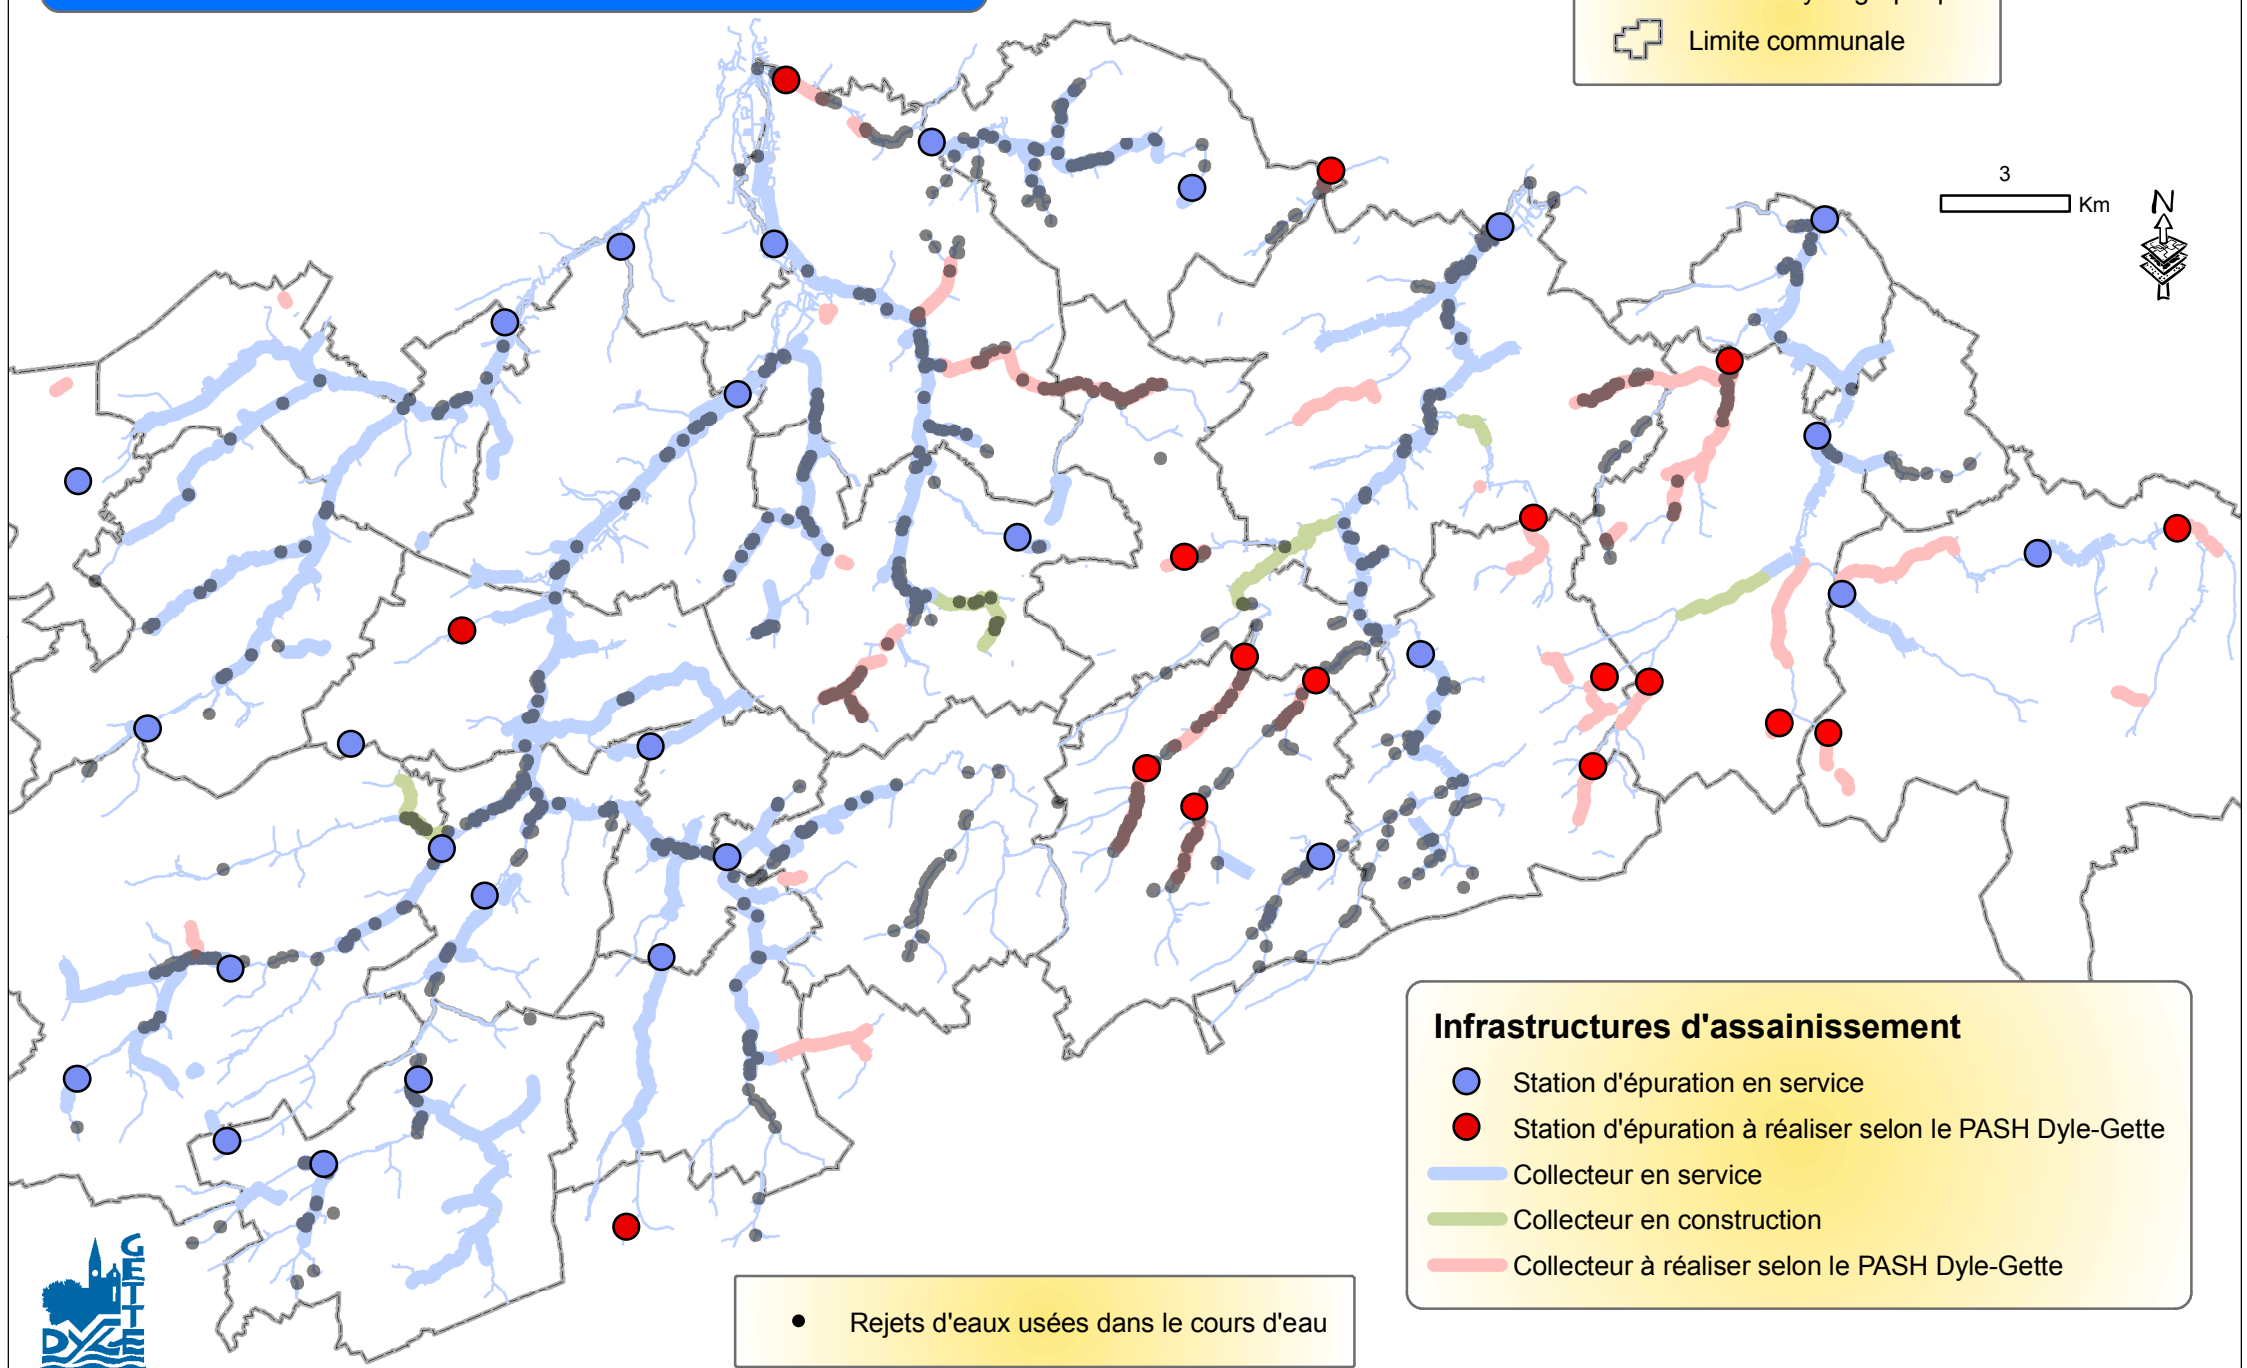 Limite communale
3
Km
N
Infrastructures d'assainissement
Station d'épuration en service
Station d'épuration à réaliser selon le PASH Dyle-Gette
Collecteur en service
Collecteur en construction
Collecteur à réaliser selon le PASH Dyle-Gette
Rejets d'eaux usées dans le cours d'eau
GETTE
DYLE